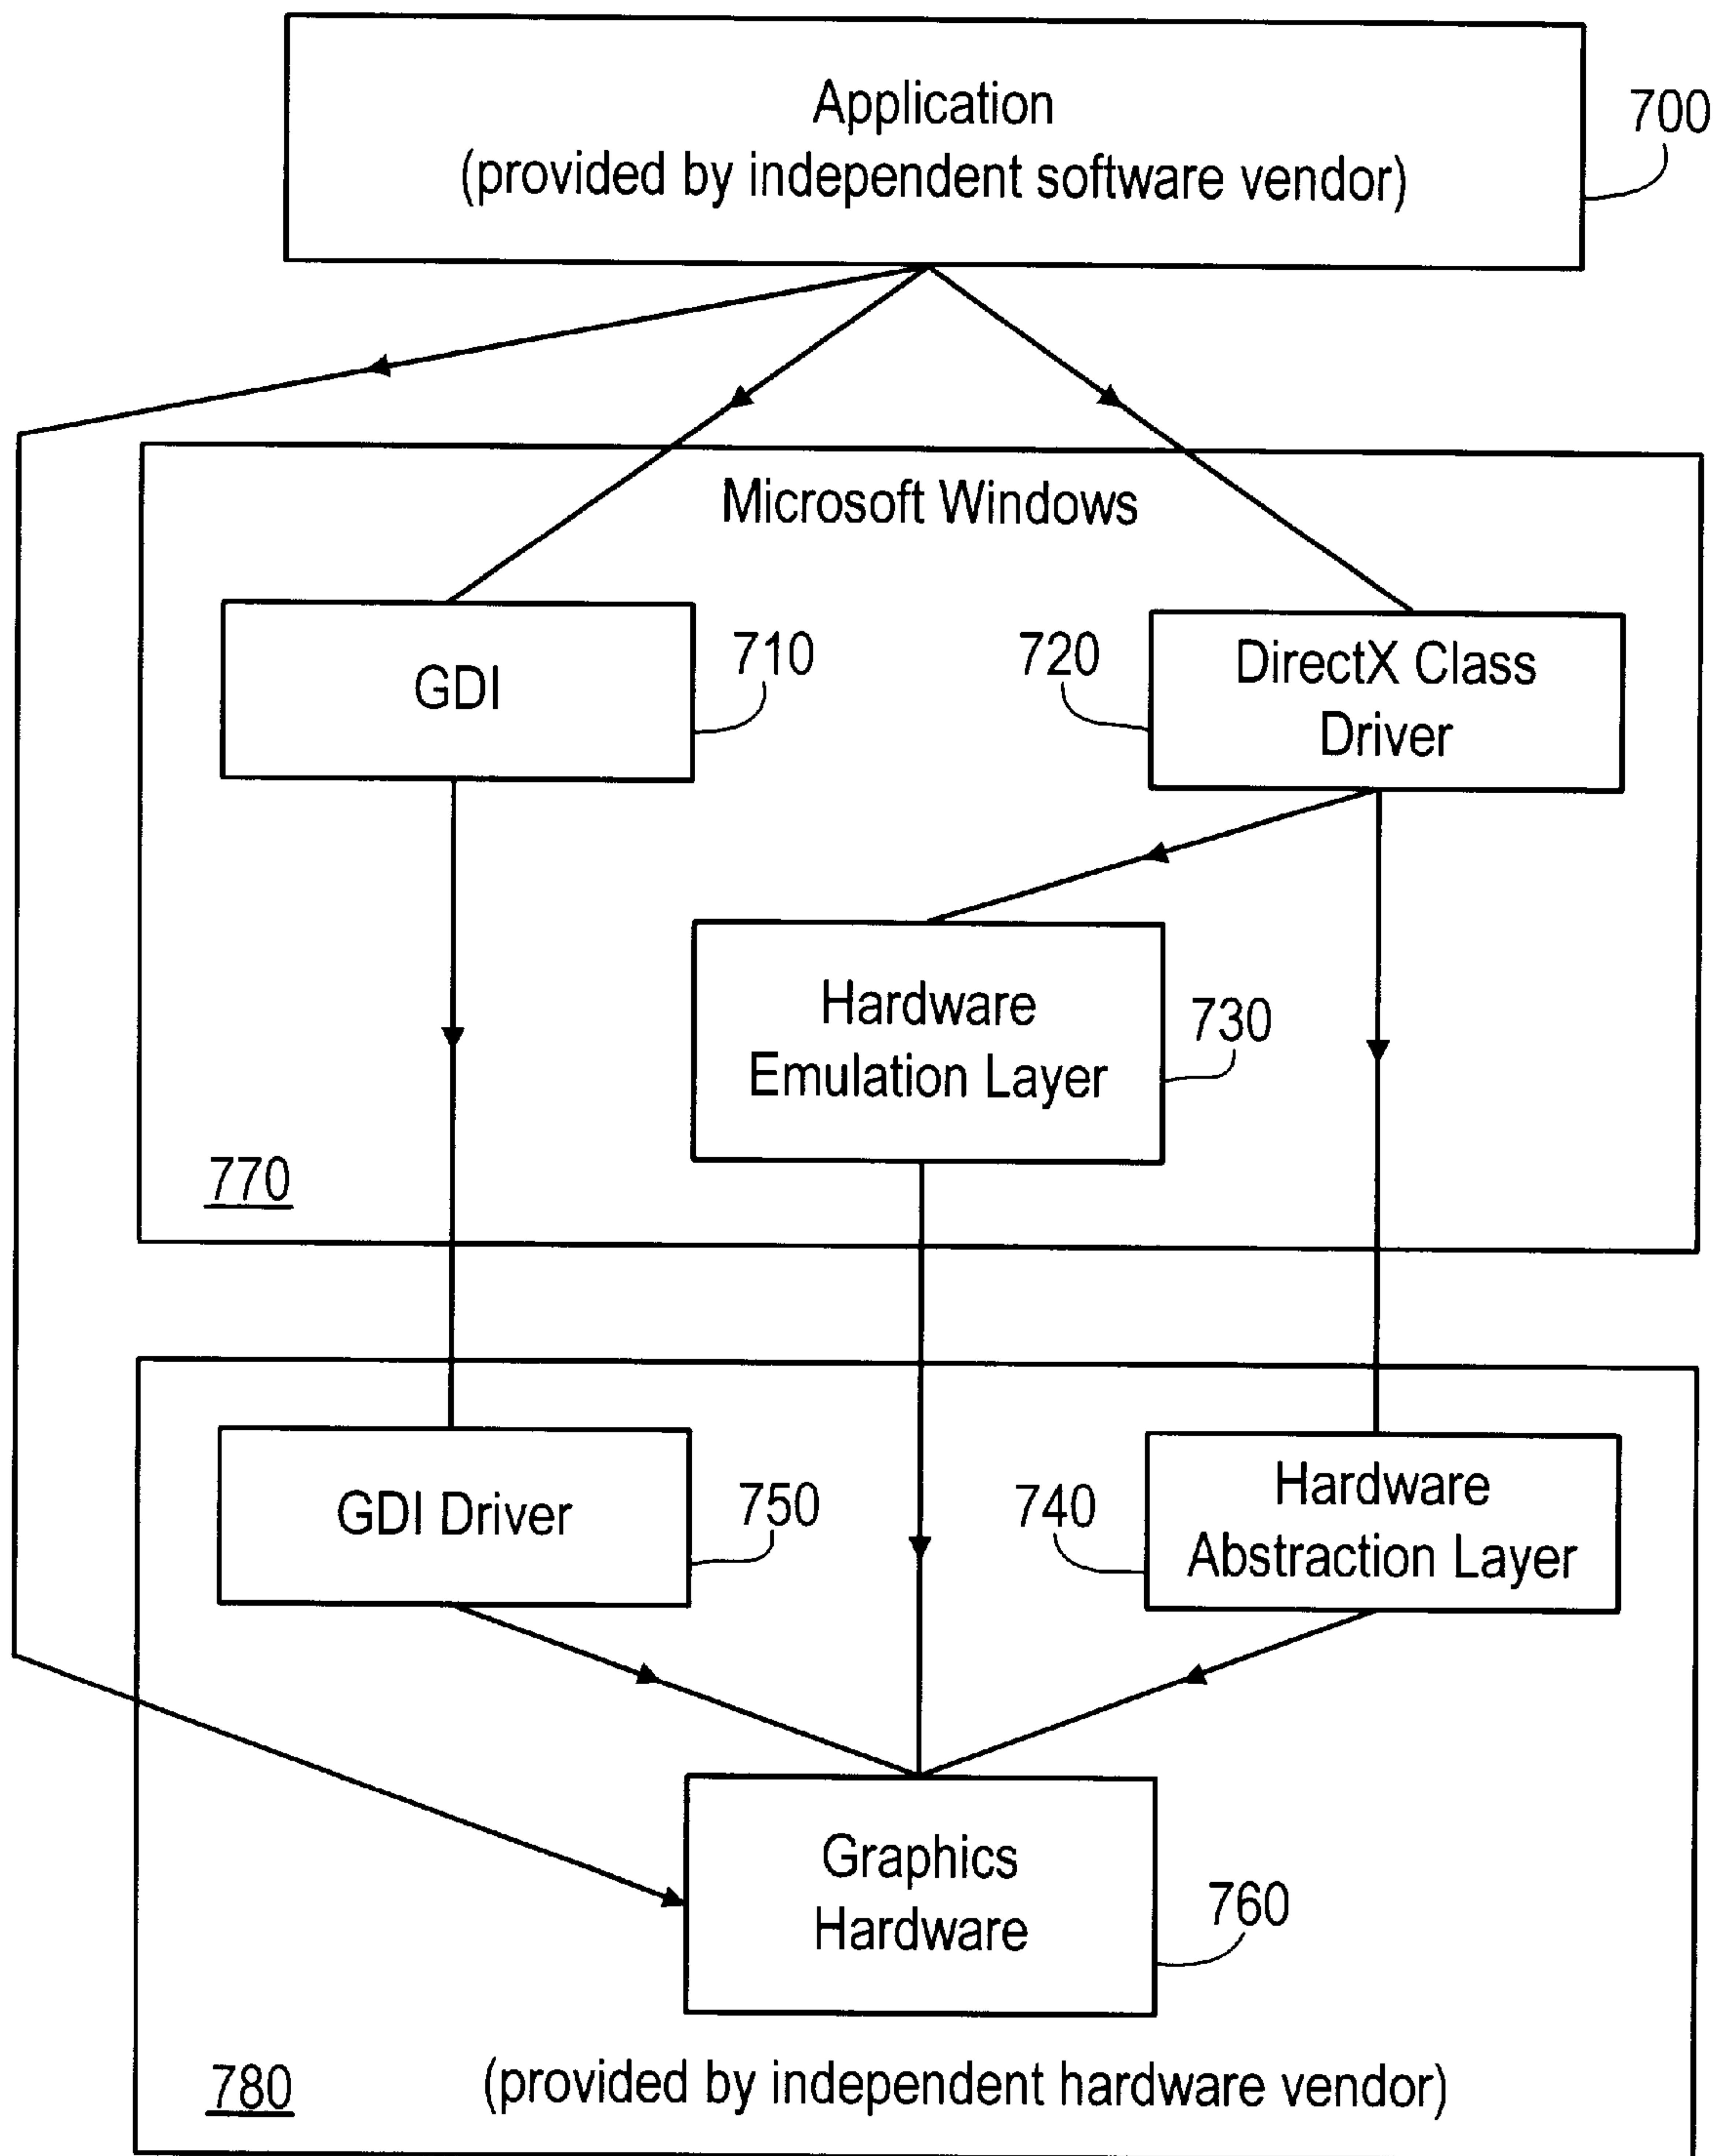 Application
(provided by independent software vendor)
700
Microsoft Windows
GDI
710
720
DirectX Class
Driver
Hardware
Emulation Layer
730
770
GDI Driver
750
740
Hardware
Abstraction Layer
Graphics
Hardware
760
780
(provided by independent hardware vendor)